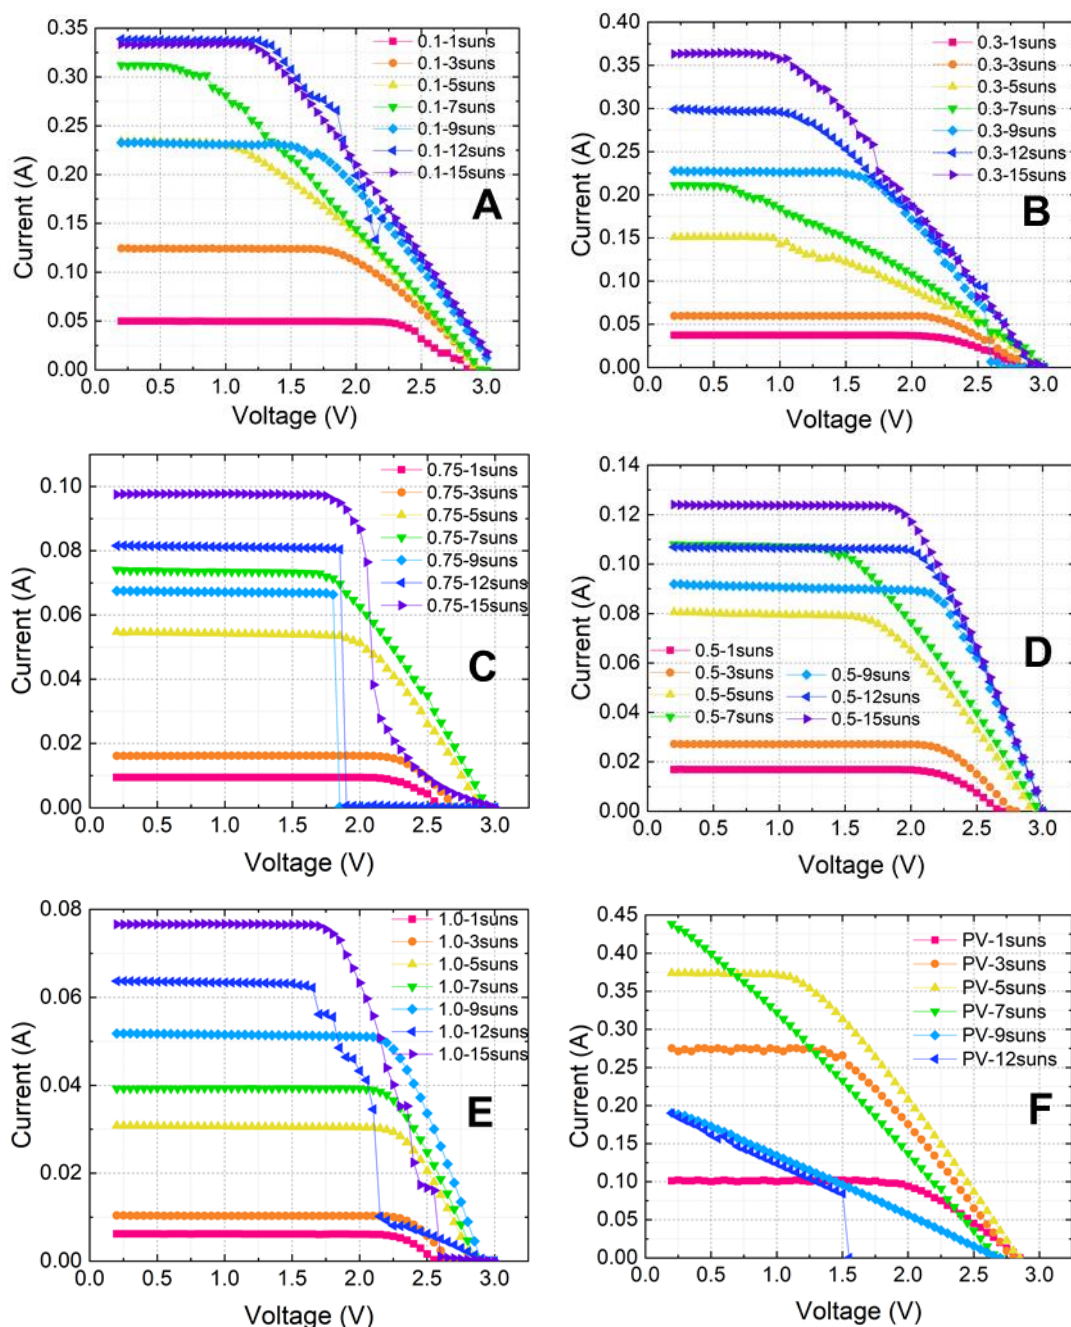 0.35
0.30
0.25
0.20
0.15
0.10
0.05
0.00
0.0 0.5 1.0 1.5 2.0 2.5 3.0
Current (A)
Voltage (V)
0.1-1suns
0.1-3suns
0.1-5suns
0.1-7suns
0.1-9suns
0.1-12suns
0.1-15suns
A
0.40
0.35
0.30
0.25
0.20
0.15
0.10
0.05
0.00
0.0 0.5 1.0 1.5 2.0 2.5 3.0
Current (A)
Voltage (V)
0.3-1suns
0.3-3suns
0.3-5suns
0.3-7suns
0.3-9suns
0.3-12suns
0.3-15suns
B
0.10
0.08
0.06
0.04
0.02
0.00
0.0 0.5 1.0 1.5 2.0 2.5 3.0
Current (A)
Voltage (V)
0.75-1suns
0.75-3suns
0.75-5suns
0.75-7suns
0.75-9suns
0.75-12suns
0.75-15suns
C
0.14
0.12
0.10
0.08
0.06
0.04
0.02
0.00
0.0 0.5 1.0 1.5 2.0 2.5 3.0
Current (A)
Voltage (V)
0.5-1suns
0.5-3suns
0.5-5suns
0.5-7suns
0.5-9suns
0.5-12suns
0.5-15suns
D
0.08
0.06
0.04
0.02
0.00
0.0 0.5 1.0 1.5 2.0 2.5 3.0
Current (A)
Voltage (V)
1.0-1suns
1.0-3suns
1.0-5suns
1.0-7suns
1.0-9suns
1.0-12suns
1.0-15suns
E
0.45
0.40
0.35
0.30
0.25
0.20
0.15
0.10
0.05
0.00
0.0 0.5 1.0 1.5 2.0 2.5 3.0
Current (A)
Voltage (V)
PV-1suns
PV-3suns
PV-5suns
PV-7suns
PV-9suns
PV-12suns
F